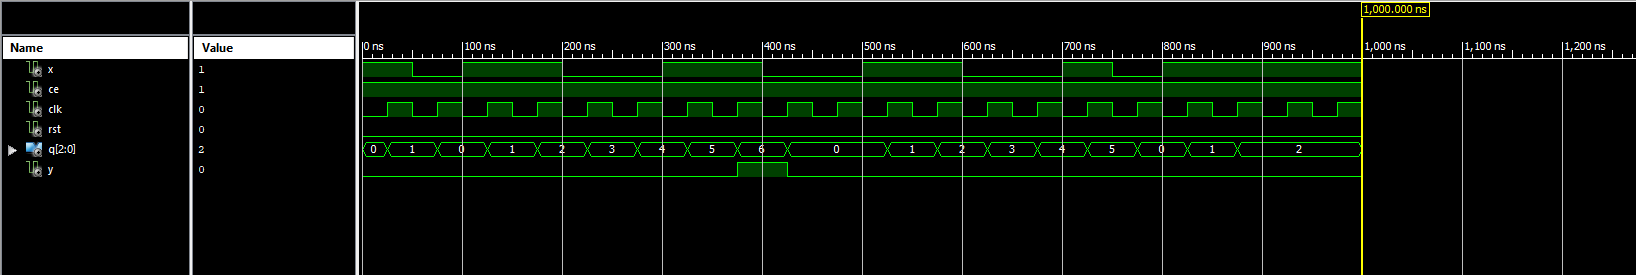 1,000.000 ns
Name Value 0 ns 100 ns 200 ns 300 ns 400 ns 500 ns 600 ns 700 ns 800 ns 900 ns 1,000 ns 1,100 ns 1,200 ns
x 1
ce 1
clk 0
rst 0
q[2:0] 2 0 1 0 1 2 3 4 5 6 0 1 2 3 4 5 0 1 2
y 0